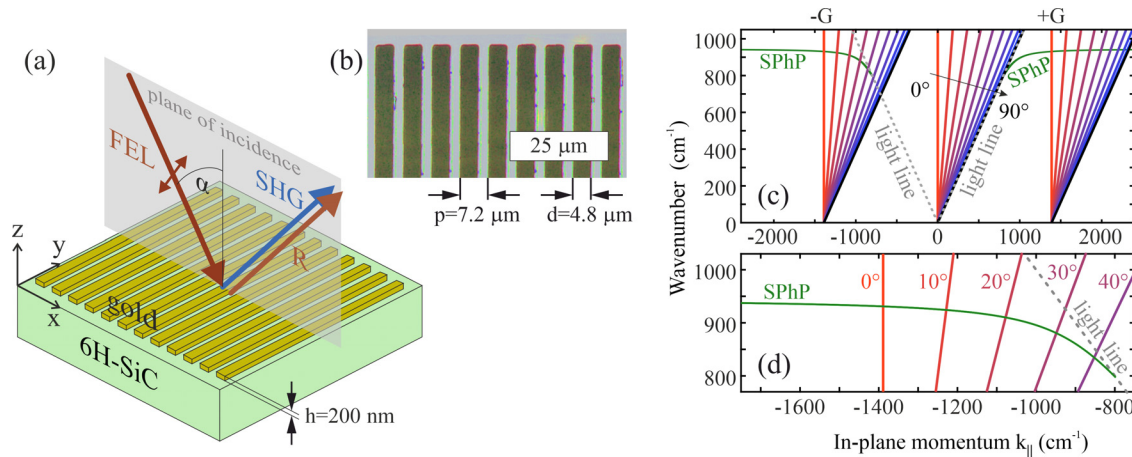 (a)
plane of incidence
FEL
α
SHG
R
z
y
x
gold
6H-SiC
h=200 nm
(b)
25 μm
p=7.2 μm
d=4.8 μm
-G
+G
1000
800
600
400
200
0
SPhP
SPhP
0°
90°
light line
light line
(c)
-2000
-1000
0
1000
2000
Wavenumber (cm⁻¹)
1000
900
800
SPhP
0°
10°
20°
30°
40°
light line
(d)
-1600
-1400
-1200
-1000
-800
In-plane momentum k|| (cm⁻¹)